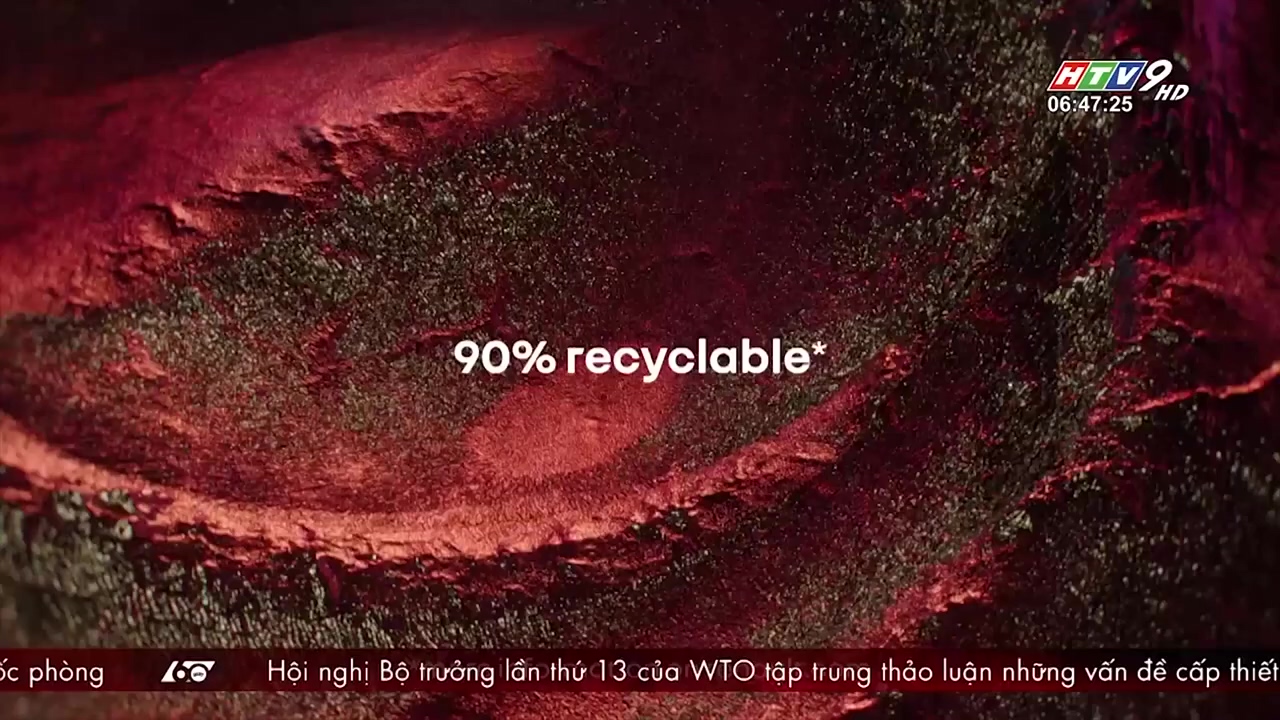 HTV9 HD
06:47:25
90% recyclable*
ốc phòng 60 Hội nghị Bộ trưởng lần thứ 13 của WTO tập trung thảo luận những vấn đề cấp thiết